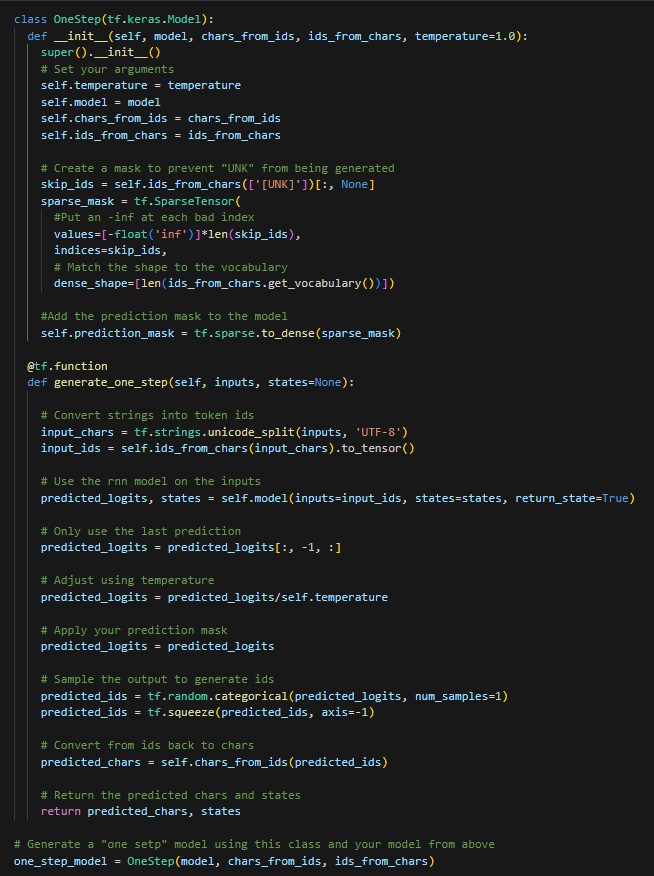 class OneStep(tf.keras.Model):
  def __init__(self, model, chars_from_ids, ids_from_chars, temperature=1.0):
    super().__init__()
    # Set your arguments
    self.temperature = temperature
    self.model = model
    self.chars_from_ids = chars_from_ids
    self.ids_from_chars = ids_from_chars

    # Create a mask to prevent "UNK" from being generated
    skip_ids = self.ids_from_chars(['[UNK]'])[:, None]
    sparse_mask = tf.SparseTensor(
      #Put an -inf at each bad index
      values=[-float('inf')]*len(skip_ids),
      indices=skip_ids,
      # Match the shape to the vocabulary
      dense_shape=[len(ids_from_chars.get_vocabulary())])

    #Add the prediction mask to the model
    self.prediction_mask = tf.sparse.to_dense(sparse_mask)

  @tf.function
  def generate_one_step(self, inputs, states=None):

    # Convert strings into token ids
    input_chars = tf.strings.unicode_split(inputs, 'UTF-8')
    input_ids = self.ids_from_chars(input_chars).to_tensor()

    # Use the rnn model on the inputs
    predicted_logits, states = self.model(inputs=input_ids, states=states, return_state=True)

    # Only use the last prediction
    predicted_logits = predicted_logits[:, -1, :]

    # Adjust using temperature
    predicted_logits = predicted_logits/self.temperature

    # Apply your prediction mask
    predicted_logits = predicted_logits

    # Sample the output to generate ids
    predicted_ids = tf.random.categorical(predicted_logits, num_samples=1)
    predicted_ids = tf.squeeze(predicted_ids, axis=-1)

    # Convert from ids back to chars
    predicted_chars = self.chars_from_ids(predicted_ids)

    # Return the predicted chars and states
    return predicted_chars, states

# Generate a "one setp" model using this class and your model from above
one_step_model = OneStep(model, chars_from_ids, ids_from_chars)